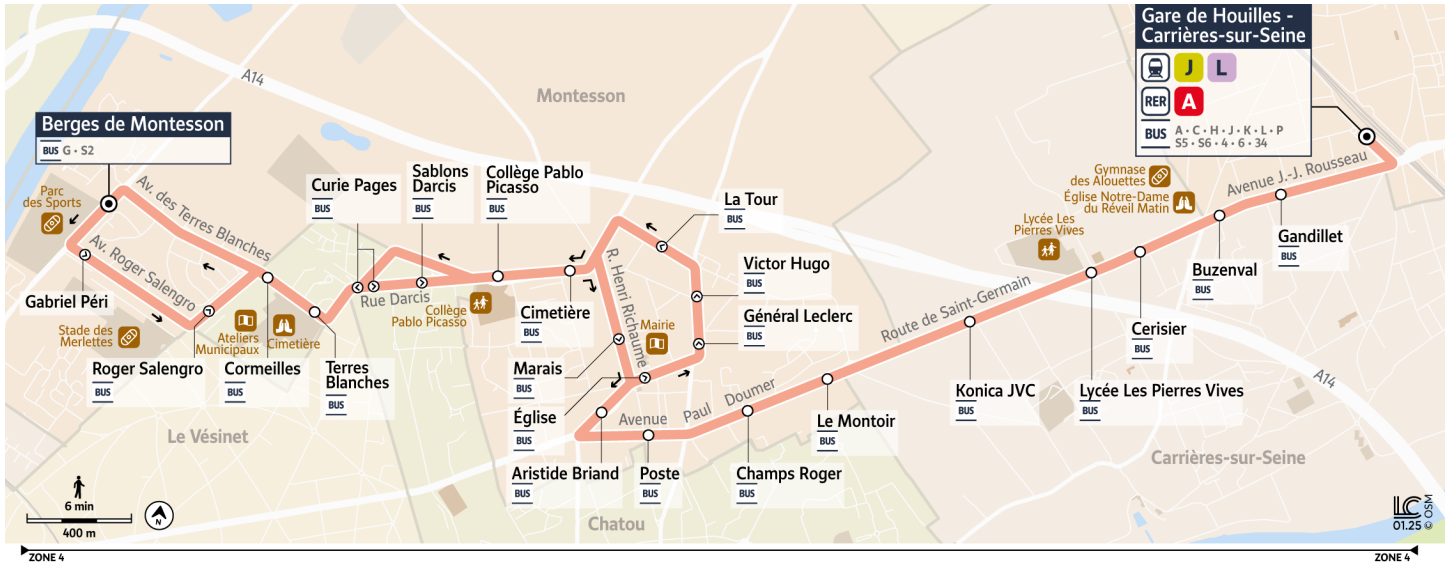 Gare de Houilles -
Carrières-sur-Seine
J L
RER A
BUS A • C • H • J • K • L • P
S5 • S6 • 4 • 6 • 34
A14
Montesson
Berges de Montesson
BUS G • S2
Parc
des Sports
Av. des Terres Blanches
Av. Roger Salengro
Gabriel Péri
Stade des
Merlettes
Roger Salengro
BUS
Ateliers
Municipaux
Cormeilles
BUS
Cimetière
Terres
Blanches
BUS
Curie Pages
BUS
Sablons
Darcis
BUS
Collège Pablo
Picasso
BUS
Rue Darcis
Collège
Pablo Picasso
Cimetière
BUS
La Tour
BUS
Victor Hugo
BUS
Général Leclerc
BUS
R. Henri Richaume
Mairie
Marais
BUS
Église
BUS
Aristide Briand
BUS
Poste
BUS
Avenue Paul Doumer
Champs Roger
BUS
Le Montoir
BUS
Route de Saint-Germain
Konica JVC
BUS
Lycée Les Pierres Vives
BUS
Lycée Les
Pierres Vives
Cerisier
BUS
Gymnase
des Alouettes
Église Notre-Dame
du Réveil Matin
Buzenval
BUS
Gandillet
BUS
Avenue J.-J. Rousseau
A14
Le Vésinet
Chatou
Carrières-sur-Seine
6 min
400 m
N
LC
01.25 © OSM
ZONE 4
ZONE 4